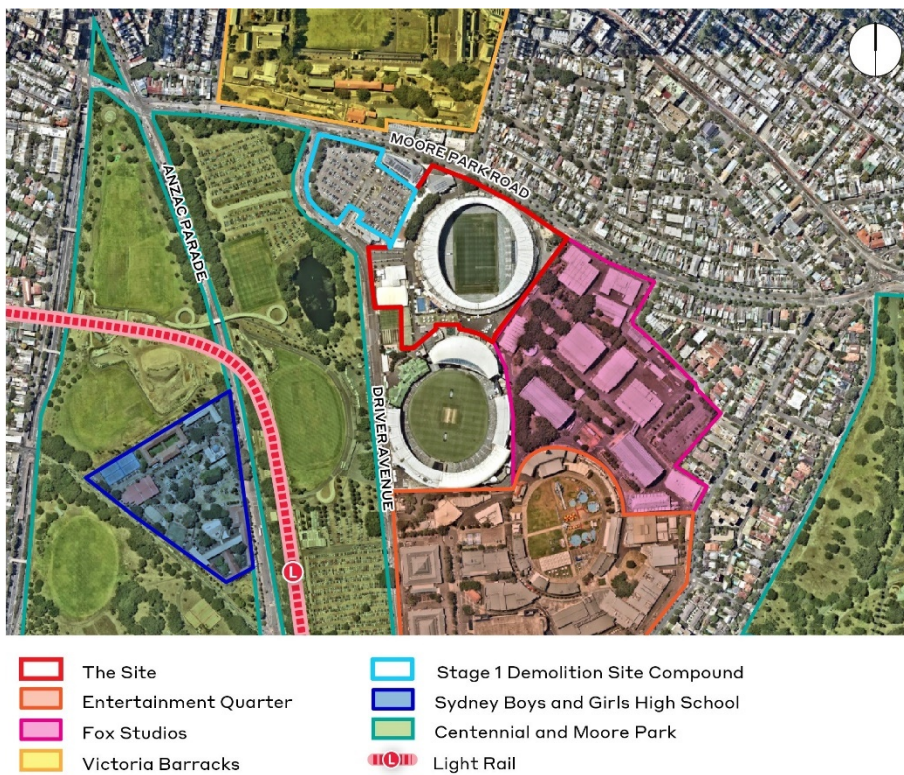 MOORE PARK ROAD
ANZAC PARADE
DRIVER AVENUE
L
The Site
Entertainment Quarter
Fox Studios
Victoria Barracks
Stage 1 Demolition Site Compound
Sydney Boys and Girls High School
Centennial and Moore Park
L
Light Rail